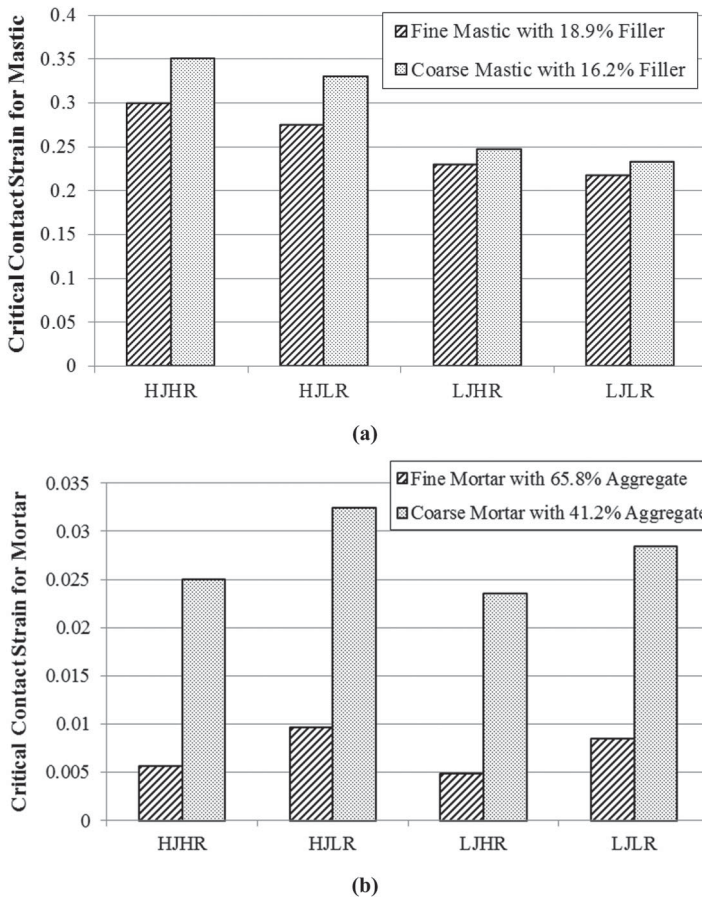 Critical Contact Strain for Mastic
0.4
0.35
0.3
0.25
0.2
0.15
0.1
0.05
0
Fine Mastic with 18.9% Filler
Coarse Mastic with 16.2% Filler
HJHR HJLR LJHR LJLR
(a)
Critical Contact Strain for Mortar
0.035
0.03
0.025
0.02
0.015
0.01
0.005
0
Fine Mortar with 65.8% Aggregate
Coarse Mortar with 41.2% Aggregate
HJHR HJLR LJHR LJLR
(b)